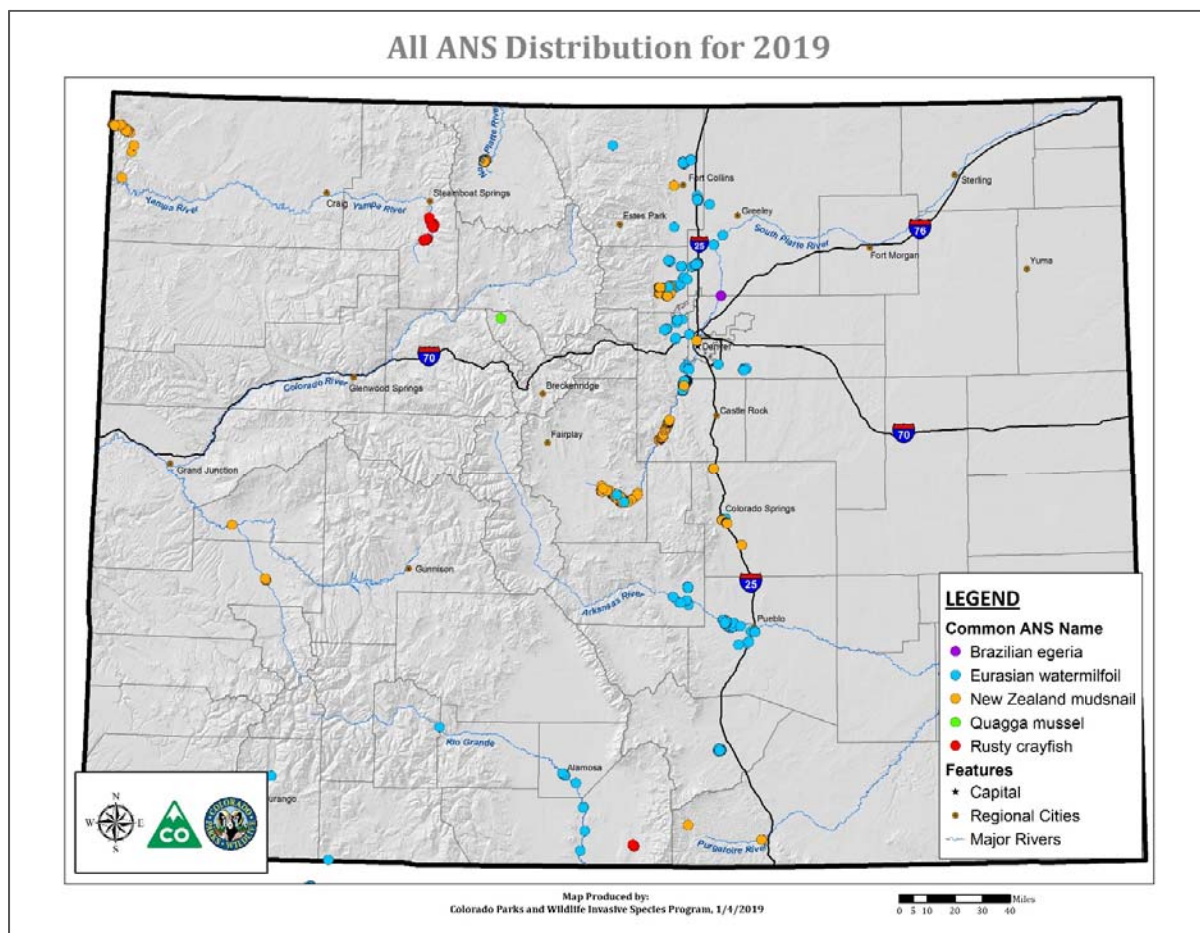 All ANS Distribution for 2019
North Platte River
Fort Collins
Sterling
Steamboat Springs
Craig
Yampa River
Yampa River
Estes Park
Greeley
South Platte River
25
76
Fort Morgan
Yuma
Denver
70
Colorado River
Glenwood Springs
Breckenridge
Castle Rock
70
Fairplay
Grand Junction
Colorado Springs
Gunnison
25
Arkansas River
Pueblo
Rio Grande
Alamosa
Purgatoire River
LEGEND
Common ANS Name
Brazilian egeria
Eurasian watermilfoil
New Zealand mudsnail
Quagga mussel
Rusty crayfish
Features
Capital
Regional Cities
Major Rivers
N
W E
S
CO
COLORADO
PARKS
WILDLIFE
urango
Map Produced by:
Colorado Parks and Wildlife Invasive Species Program, 1/4/2019
Miles
0 5 10 20 30 40